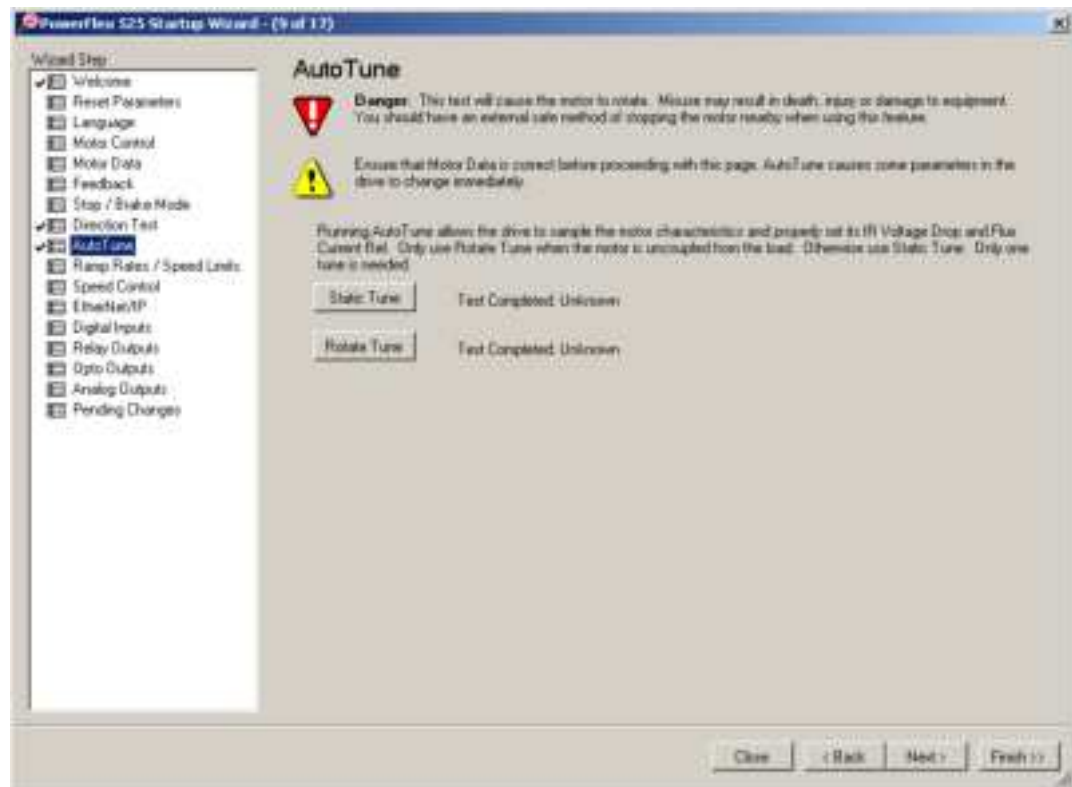 PowerFlex 525 Startup Wizard - (9 of 17)
Wizard Step
Welcome
Reset Parameters
Language
Motor Control
Motor Data
Feedback
Stop / Brake Mode
Direction Test
AutoTune
Ramp Rates / Speed Limits
Speed Control
EtherNet/IP
Digital Inputs
Relay Outputs
Opto Outputs
Analog Outputs
Pending Changes
AutoTune
Danger: This test will cause the motor to rotate. Misuse may result in death, injury or damage to equipment.
You should have an external safe method of stopping the motor nearby when using this feature.
Ensure that Motor Data is correct before proceeding with this page. AutoTune causes some parameters in the
drive to change immediately.
Running AutoTune allows the drive to sample the motor characteristics and properly set its IR Voltage Drop and Flux
Current Ref. Only use Rotate Tune when the motor is uncoupled from the load. Otherwise use Static Tune. Only one
tune is needed.
Static Tune
Test Completed: Unknown
Rotate Tune
Test Completed: Unknown
Close
< Back
Next >
Finish >>